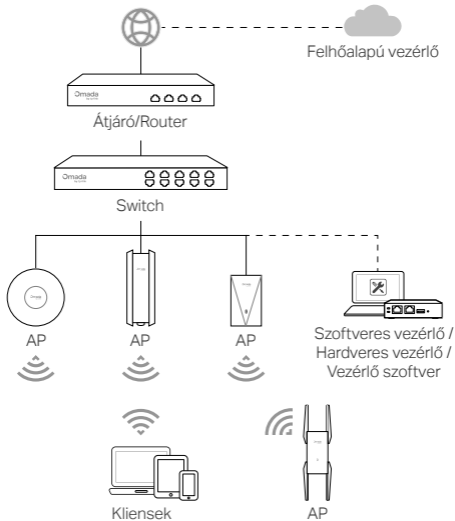 Felhőalapú vezérlő
Omada
Átjáró/Router
Omada
Switch
AP
AP
AP
Szoftveres vezérlő /
Hardveres vezérlő /
Vezérlő szoftver
Kliensek
AP